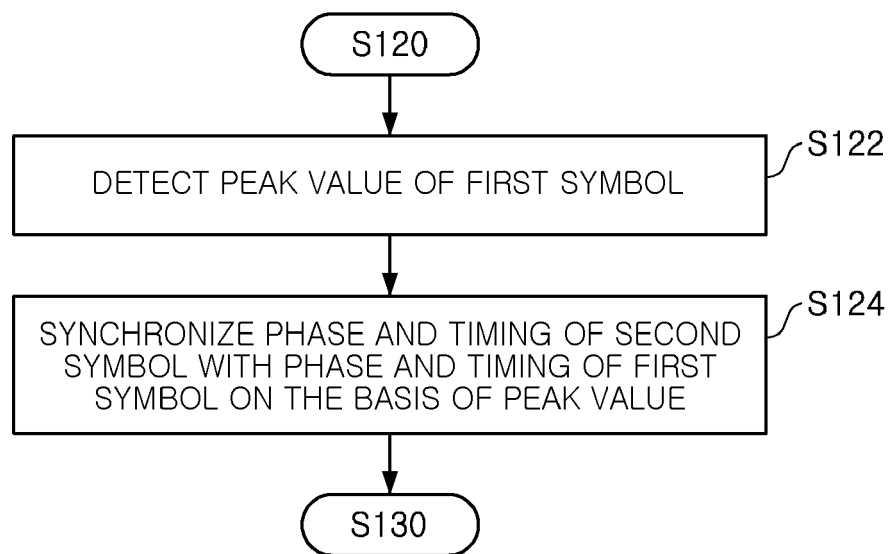 S120
S122
DETECT PEAK VALUE OF FIRST SYMBOL
S124
SYNCHRONIZE PHASE AND TIMING OF SECOND
SYMBOL WITH PHASE AND TIMING OF FIRST
SYMBOL ON THE BASIS OF PEAK VALUE
S130